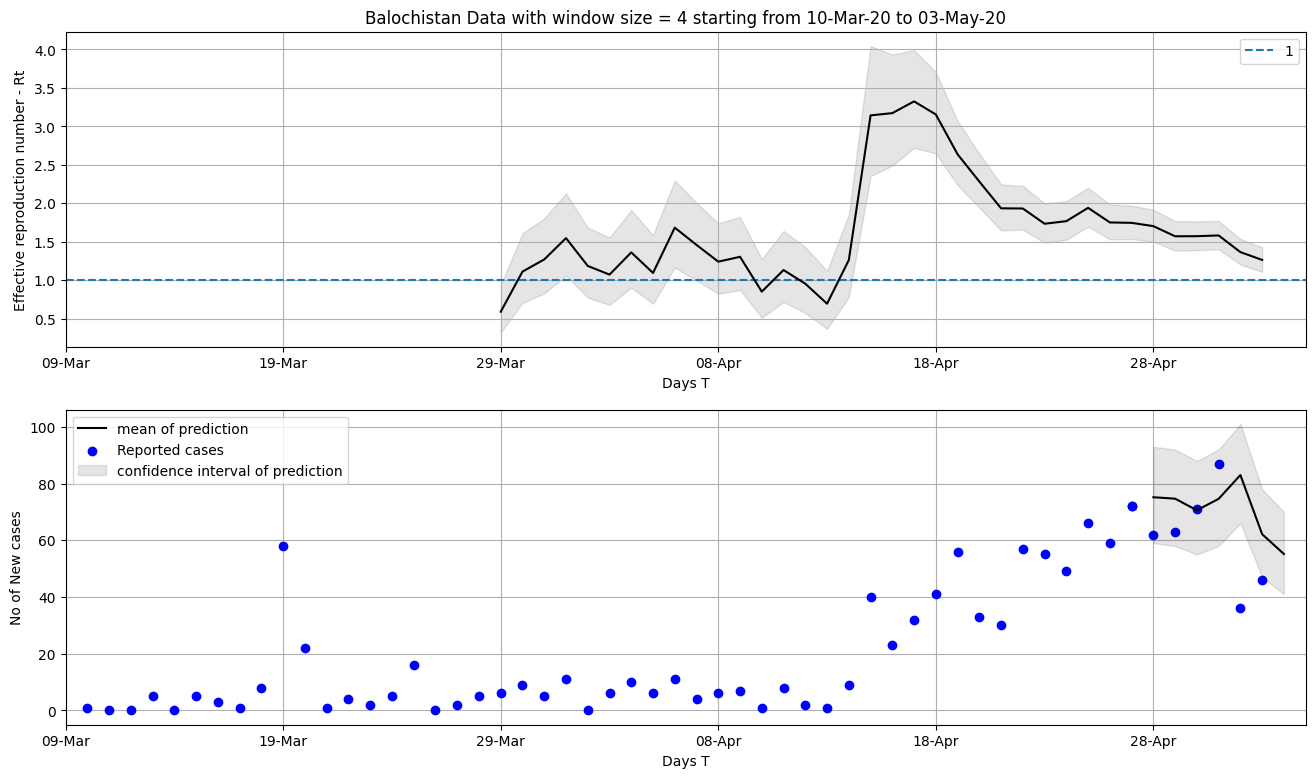 Balochistan Data with window size = 4 starting from 10-Mar-20 to 03-May-20
1
Effective reproduction number - Rt
4.0
3.5
3.0
2.5
2.0
1.5
1.0
0.5
09-Mar 19-Mar 29-Mar 08-Apr 18-Apr 28-Apr
Days T
mean of prediction
Reported cases
confidence interval of prediction
No of New cases
100
80
60
40
20
0
09-Mar 19-Mar 29-Mar 08-Apr 18-Apr 28-Apr
Days T